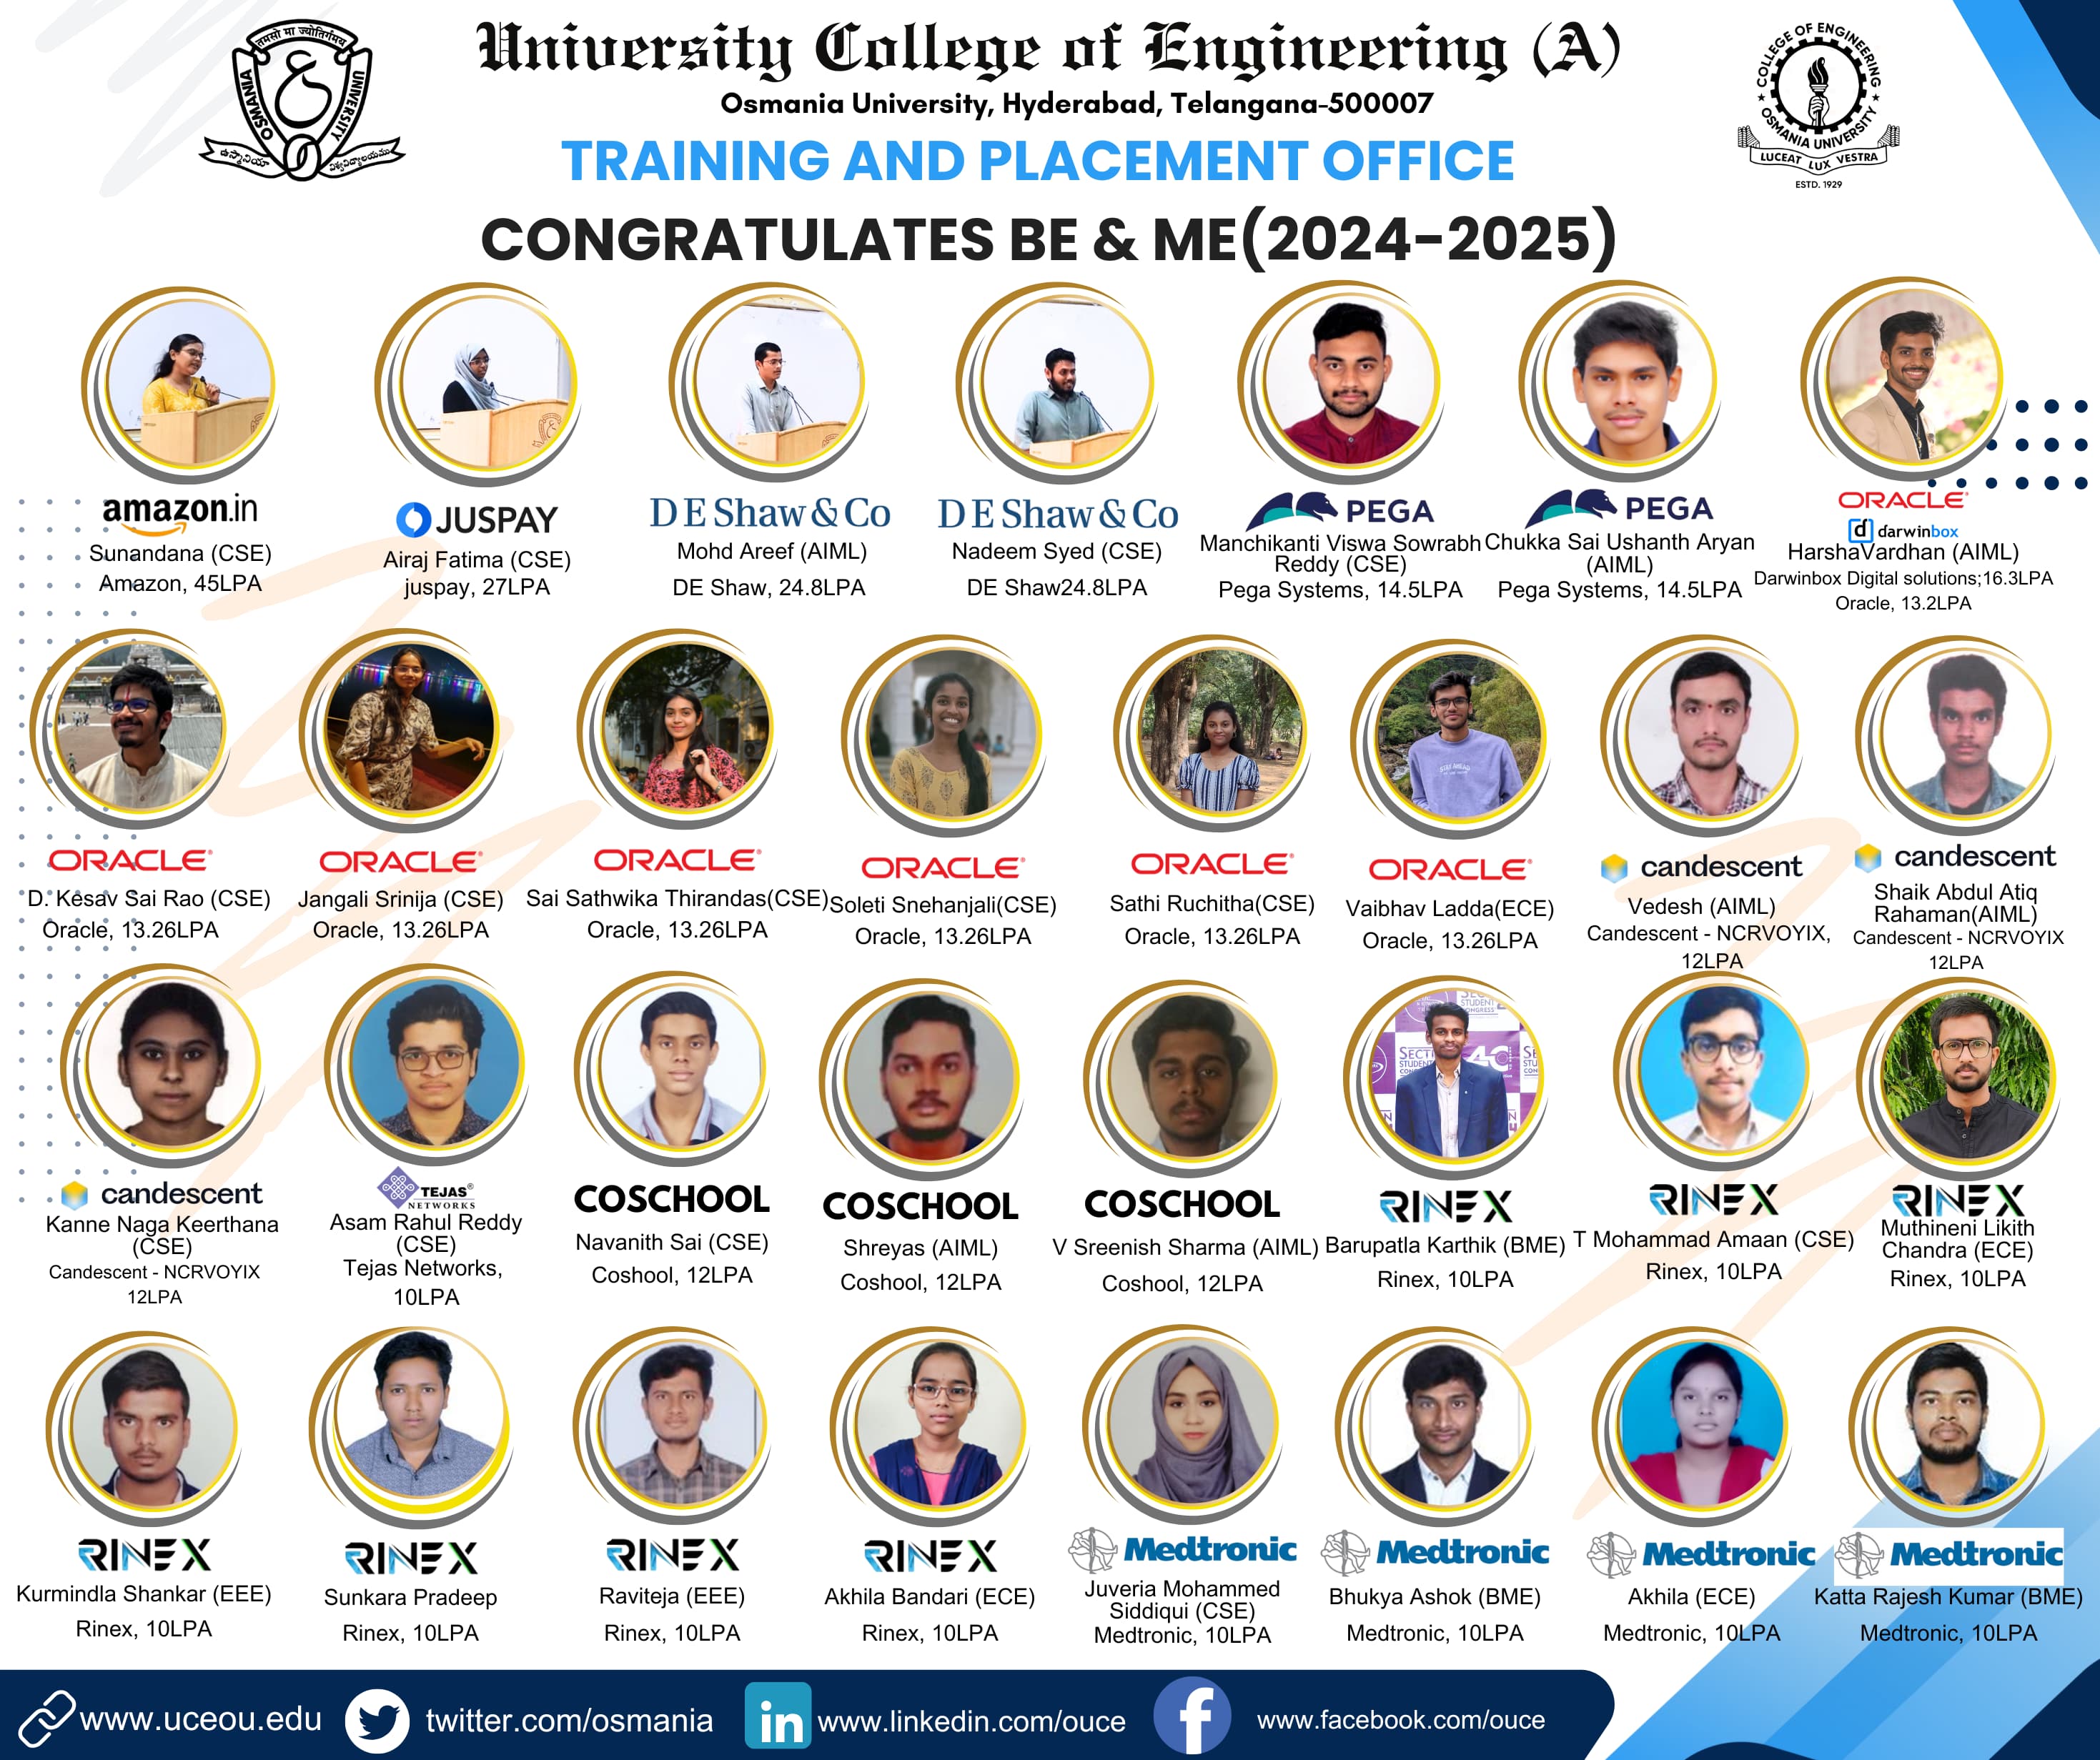 University College of Engineering (A)
Osmania University, Hyderabad, Telangana-500007
TRAINING AND PLACEMENT OFFICE
CONGRATULATES BE & ME(2024-2025)
तमसो मा ज्योतिर्गमय
OSMANIA UNIVERSITY
ఉస్మానియా విశ్వవిద్యాలయము
COLLEGE OF ENGINEERING
OSMANIA UNIVERSITY
LUCEAT LUX VESTRA
ESTD. 1929
amazon.in
Sunandana (CSE)
Amazon, 45LPA
JUSPAY
Airaj Fatima (CSE)
juspay, 27LPA
D E Shaw & Co
Mohd Areef (AIML)
DE Shaw, 24.8LPA
D E Shaw & Co
Nadeem Syed (CSE)
DE Shaw24.8LPA
PEGA
Manchikanti Viswa Sowrabh
Reddy (CSE)
Pega Systems, 14.5LPA
PEGA
Chukka Sai Ushanth Aryan
(AIML)
Pega Systems, 14.5LPA
ORACLE
darwinbox
HarshaVardhan (AIML)
Darwinbox Digital solutions;16.3LPA
Oracle, 13.2LPA
ORACLE
D. Kesav Sai Rao (CSE)
Oracle, 13.26LPA
ORACLE
Jangali Srinija (CSE)
Oracle, 13.26LPA
ORACLE
Sai Sathwika Thirandas(CSE)
Oracle, 13.26LPA
ORACLE
Soleti Snehanjali(CSE)
Oracle, 13.26LPA
ORACLE
Sathi Ruchitha(CSE)
Oracle, 13.26LPA
STAY AHEAD
ORACLE
Vaibhav Ladda(ECE)
Oracle, 13.26LPA
candescent
Vedesh (AIML)
Candescent - NCRVOYIX,
12LPA
candescent
Shaik Abdul Atiq
Rahaman(AIML)
Candescent - NCRVOYIX
12LPA
candescent
Kanne Naga Keerthana
(CSE)
Candescent - NCRVOYIX
12LPA
TEJAS
NETWORKS
Asam Rahul Reddy
(CSE)
Tejas Networks,
10LPA
COSCHOOL
Navanith Sai (CSE)
Coshool, 12LPA
COSCHOOL
Shreyas (AIML)
Coshool, 12LPA
COSCHOOL
V Sreenish Sharma (AIML)
Coshool, 12LPA
RINEX
Barupatla Karthik (BME)
Rinex, 10LPA
RINEX
T Mohammad Amaan (CSE)
Rinex, 10LPA
RINEX
Muthineni Likith
Chandra (ECE)
Rinex, 10LPA
RINEX
Kurmindla Shankar (EEE)
Rinex, 10LPA
RINEX
Sunkara Pradeep
Rinex, 10LPA
RINEX
Raviteja (EEE)
Rinex, 10LPA
RINEX
Akhila Bandari (ECE)
Rinex, 10LPA
Medtronic
Juveria Mohammed
Siddiqui (CSE)
Medtronic, 10LPA
Medtronic
Bhukya Ashok (BME)
Medtronic, 10LPA
Medtronic
Akhila (ECE)
Medtronic, 10LPA
Medtronic
Katta Rajesh Kumar (BME)
Medtronic, 10LPA
www.uceou.edu
twitter.com/osmania
in
www.linkedin.com/ouce
f
www.facebook.com/ouce